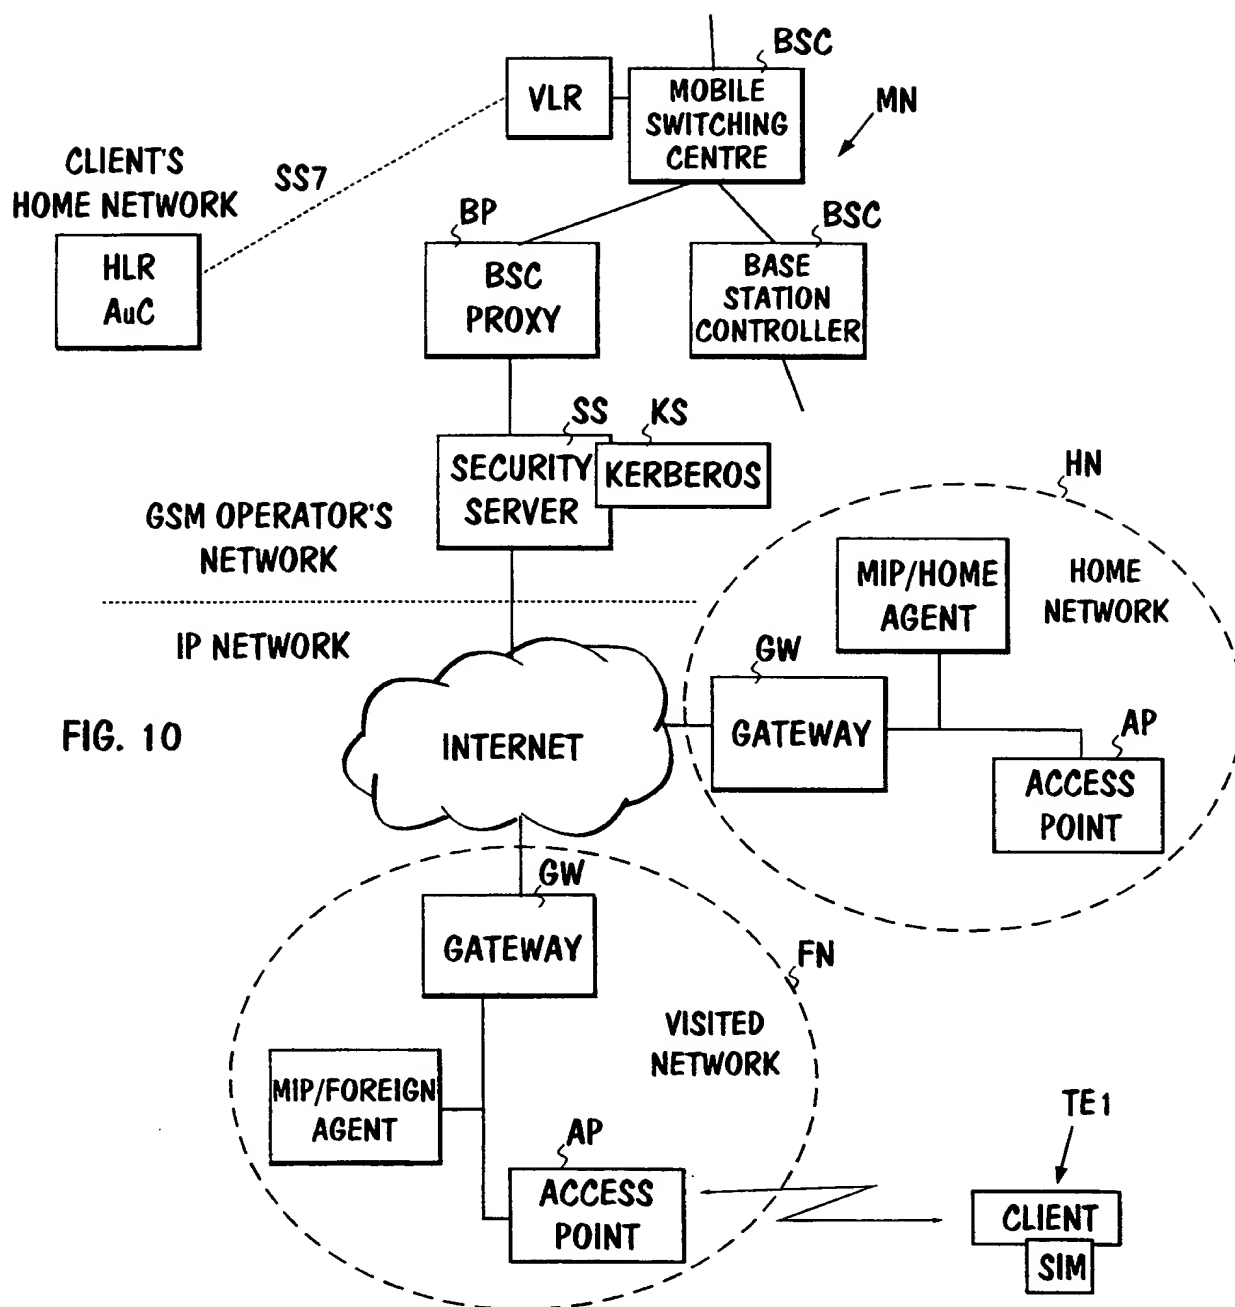 BSC
VLR
MOBILE
SWITCHING
CENTRE
MN
CLIENT'S
HOME NETWORK
SS7
HLR
AuC
BP
BSC
PROXY
BSC
BASE
STATION
CONTROLLER
SS
KS
SECURITY
SERVER
KERBEROS
GSM OPERATOR'S
NETWORK
IP NETWORK
HN
MIP/HOME
AGENT
HOME
NETWORK
GW
GATEWAY
AP
ACCESS
POINT
FIG. 10
INTERNET
GW
GATEWAY
FN
VISITED
NETWORK
MIP/FOREIGN
AGENT
AP
ACCESS
POINT
TE1
CLIENT
SIM